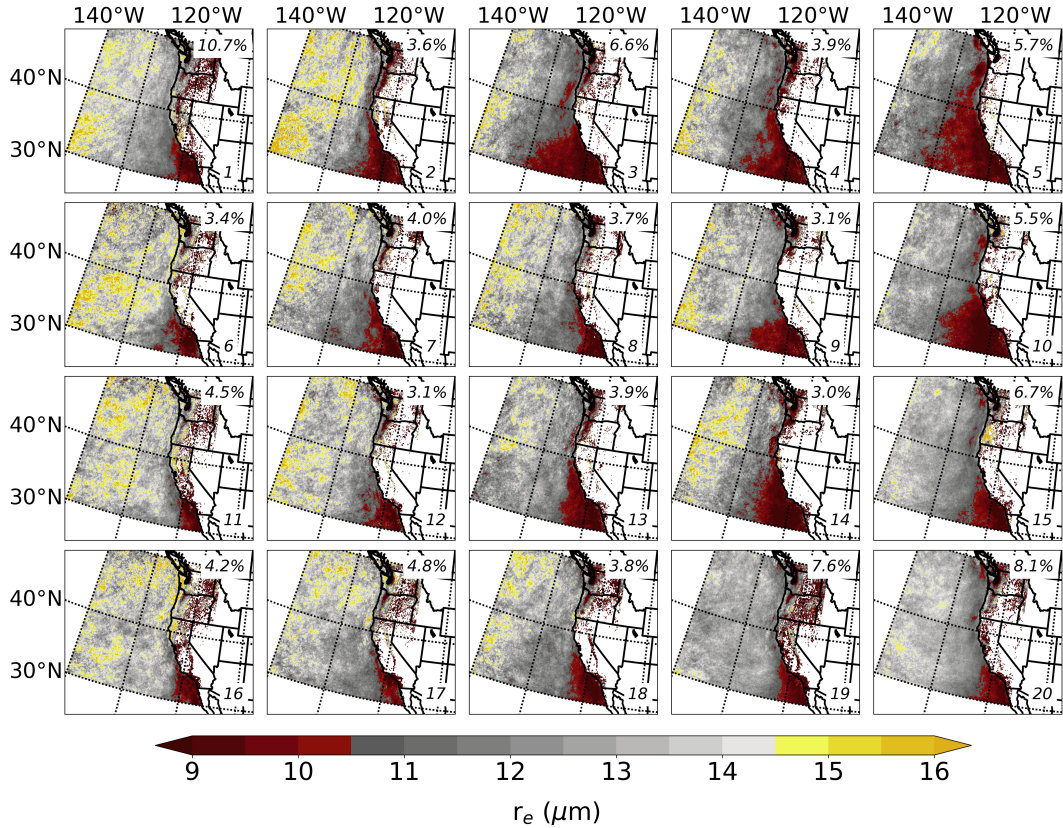 140°W 120°W 140°W 120°W 140°W 120°W 140°W 120°W 140°W 120°W
10.7% 3.6% 6.6% 3.9% 5.7%
40°N
30°N
1 2 3 4 5
3.4% 4.0% 3.7% 3.1% 5.5%
40°N
30°N
6 7 8 9 10
4.5% 3.1% 3.9% 3.0% 6.7%
40°N
30°N
11 12 13 14 15
4.2% 4.8% 3.8% 7.6% 8.1%
40°N
30°N
16 17 18 19 20
9 10 11 12 13 14 15 16
rₑ (μm)